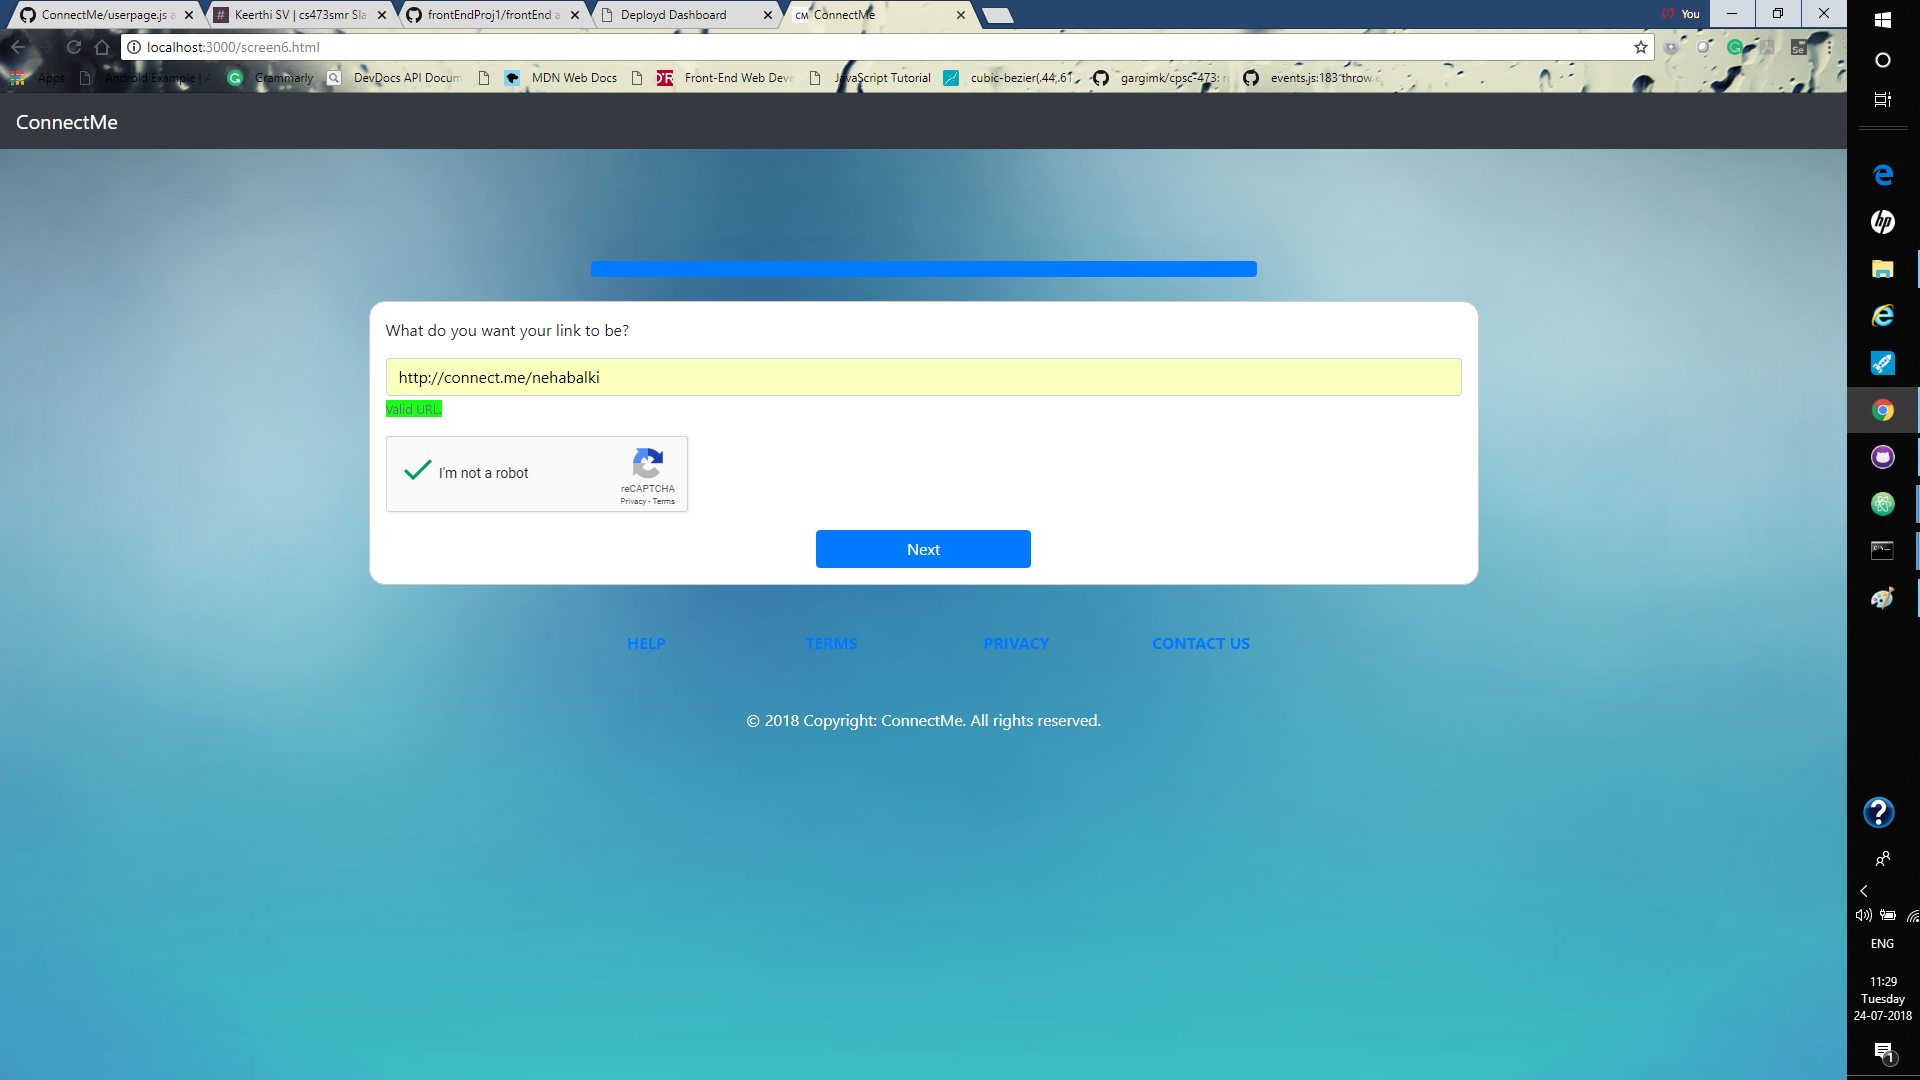 ConnectMe/userpage.js a
Keerthi SV | cs473smr Sla
frontEndProj1/frontEnd a
Deployd Dashboard
CM ConnectMe
You
localhost:3000/screen6.html
Apps
Android Example |
Grammarly
DevDocs API Docum
MDN Web Docs
Front-End Web Deve
JavaScript Tutorial
cubic-bezier(.44,.61
gargimk/cpsc-473: r
events.js:183 throw e
ConnectMe
What do you want your link to be?
http://connect.me/nehabalki
Valid URL.
I'm not a robot
reCAPTCHA
Privacy - Terms
Next
HELP
TERMS
PRIVACY
CONTACT US
© 2018 Copyright: ConnectMe. All rights reserved.
ENG
11:29
Tuesday
24-07-2018
1